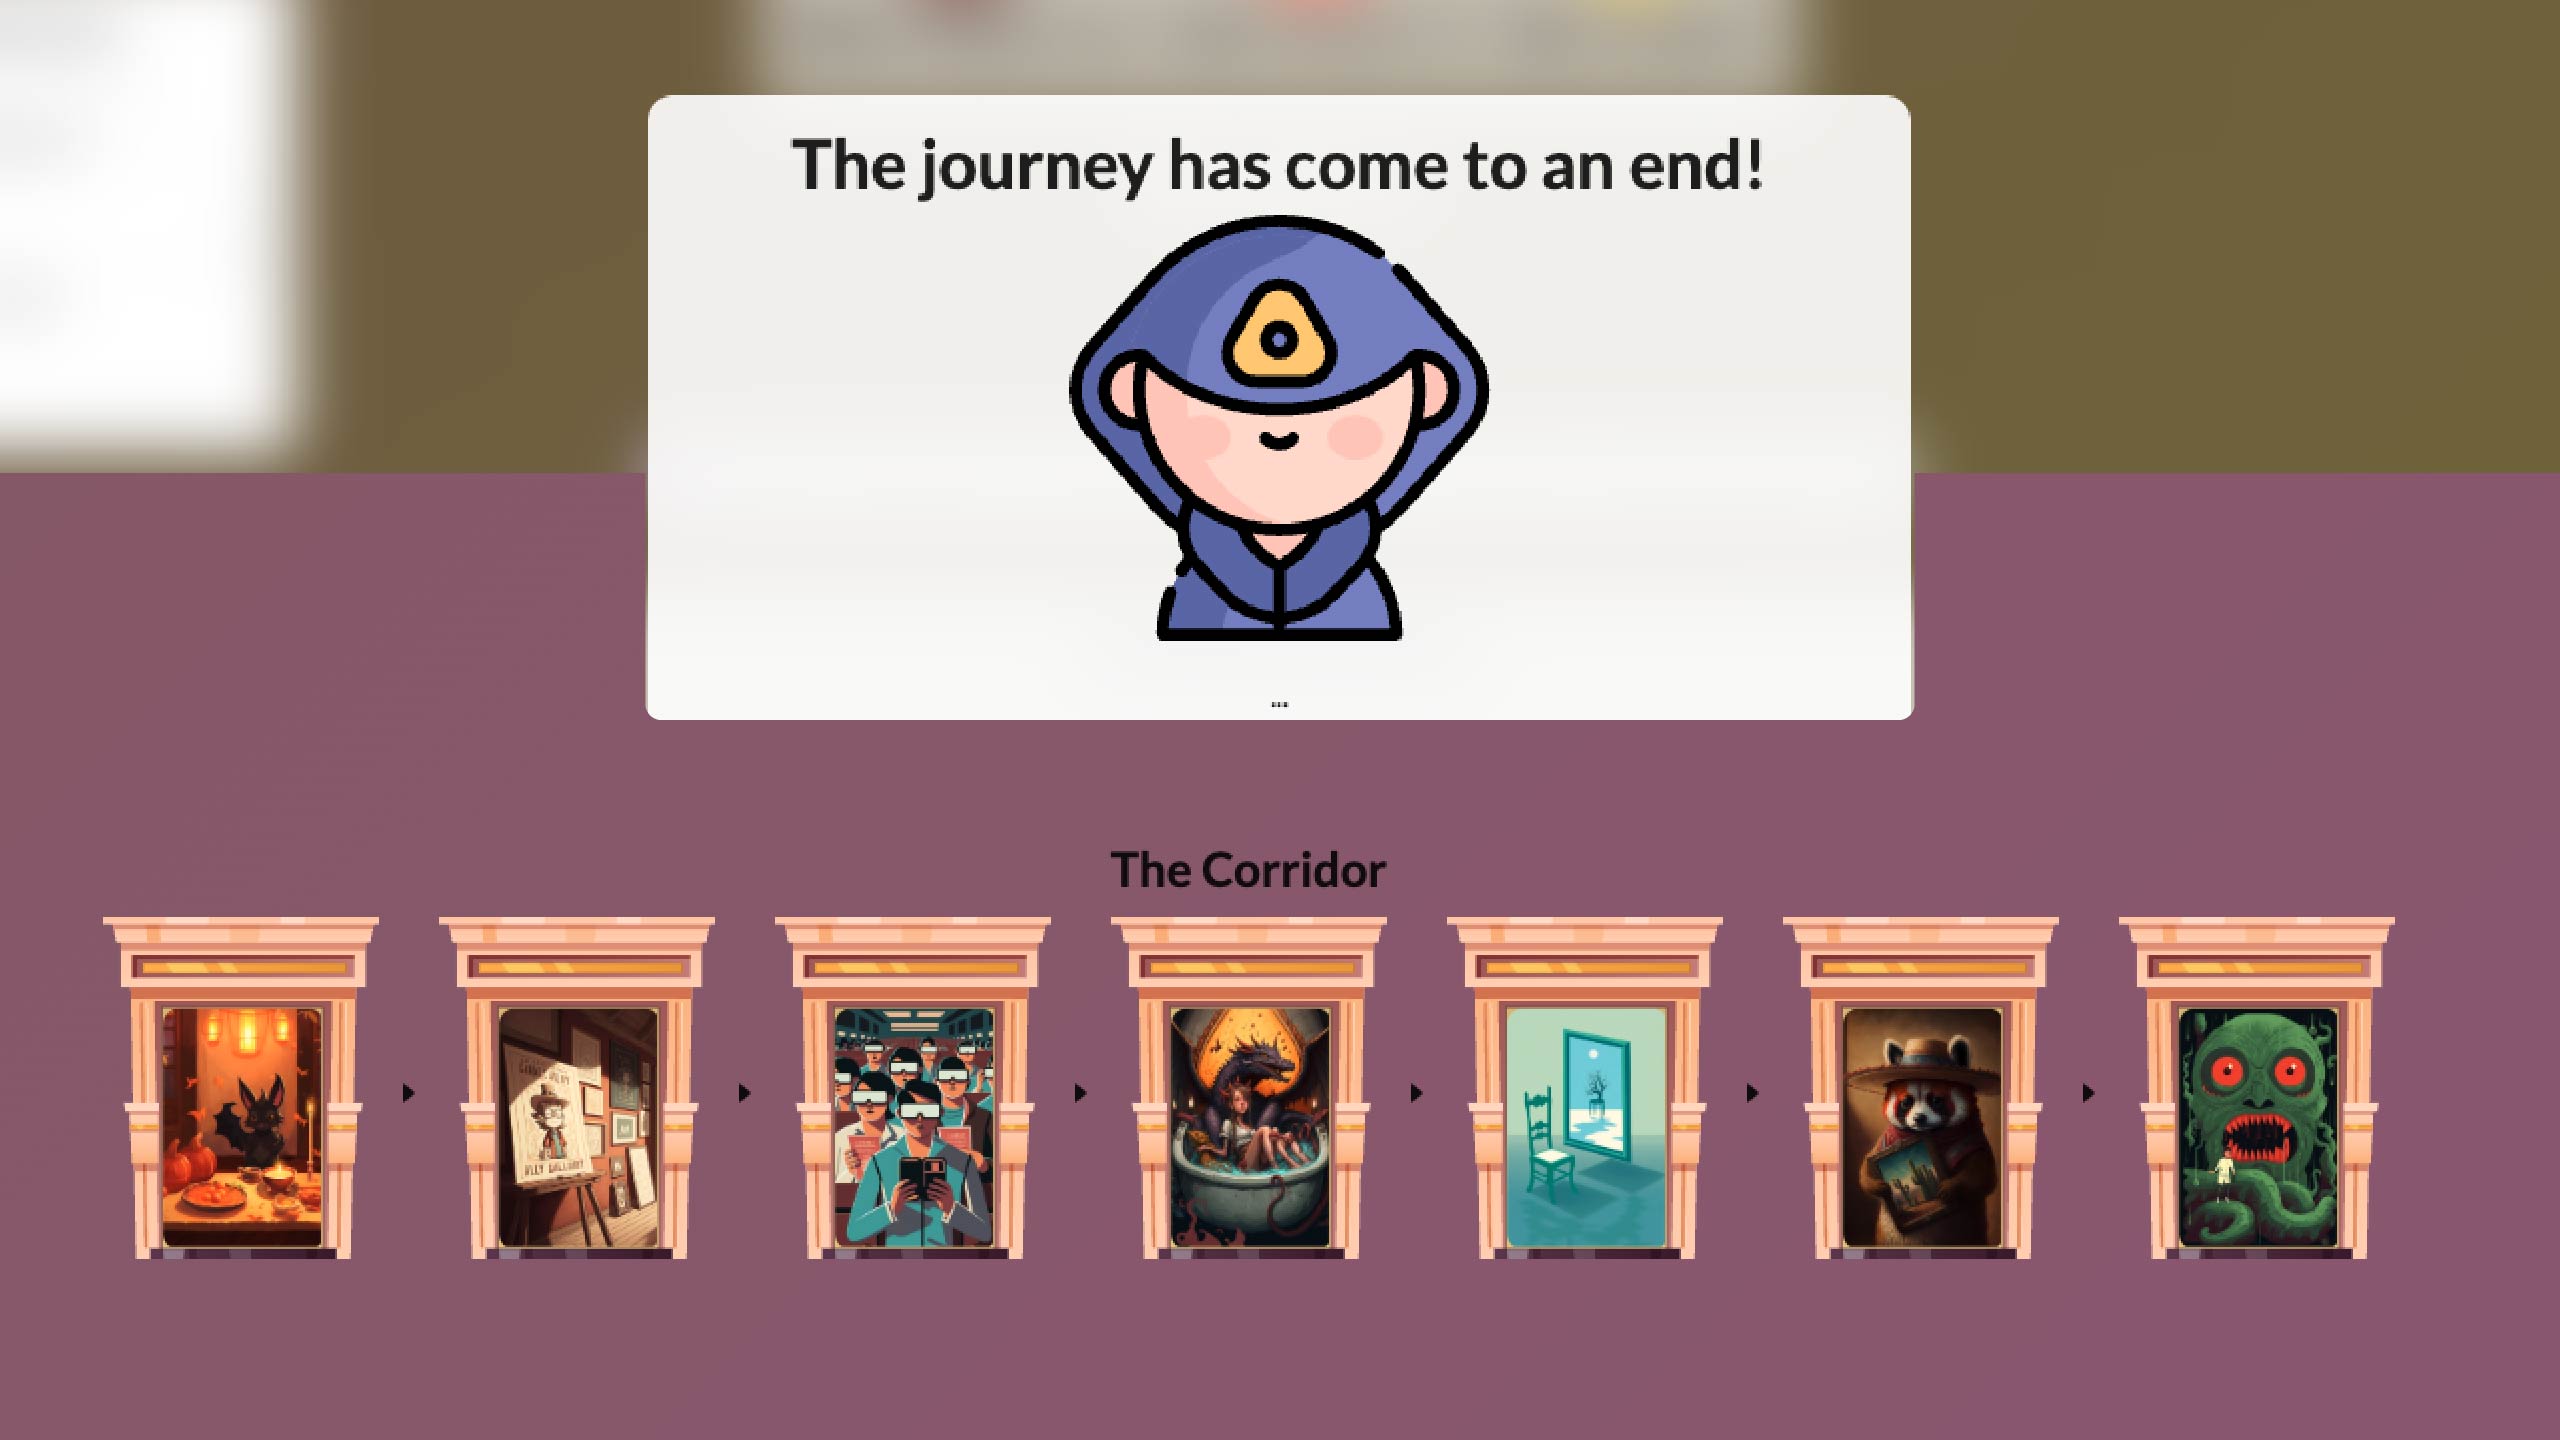 The journey has come to an end!
...
The Corridor